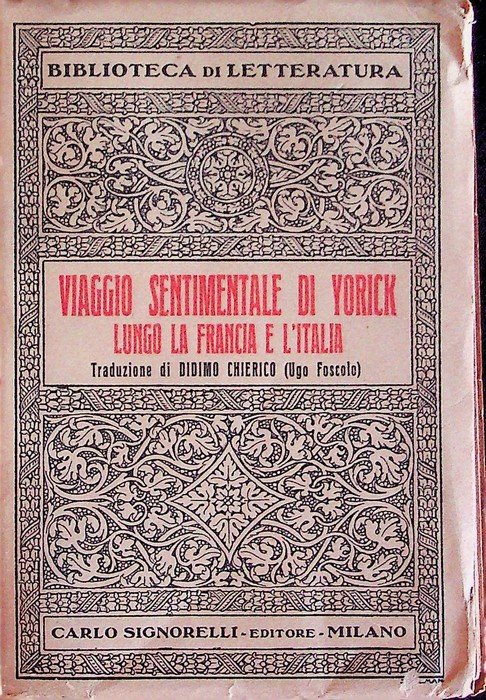 BIBLIOTECA DI LETTERATURA
VIAGGIO SENTIMENTALE DI YORICK
LUNGO LA FRANCIA E L'ITALIA
Traduzione di DIDIMO CHIERICO (Ugo Foscolo)
CARLO SIGNORELLI - EDITORE - MILANO